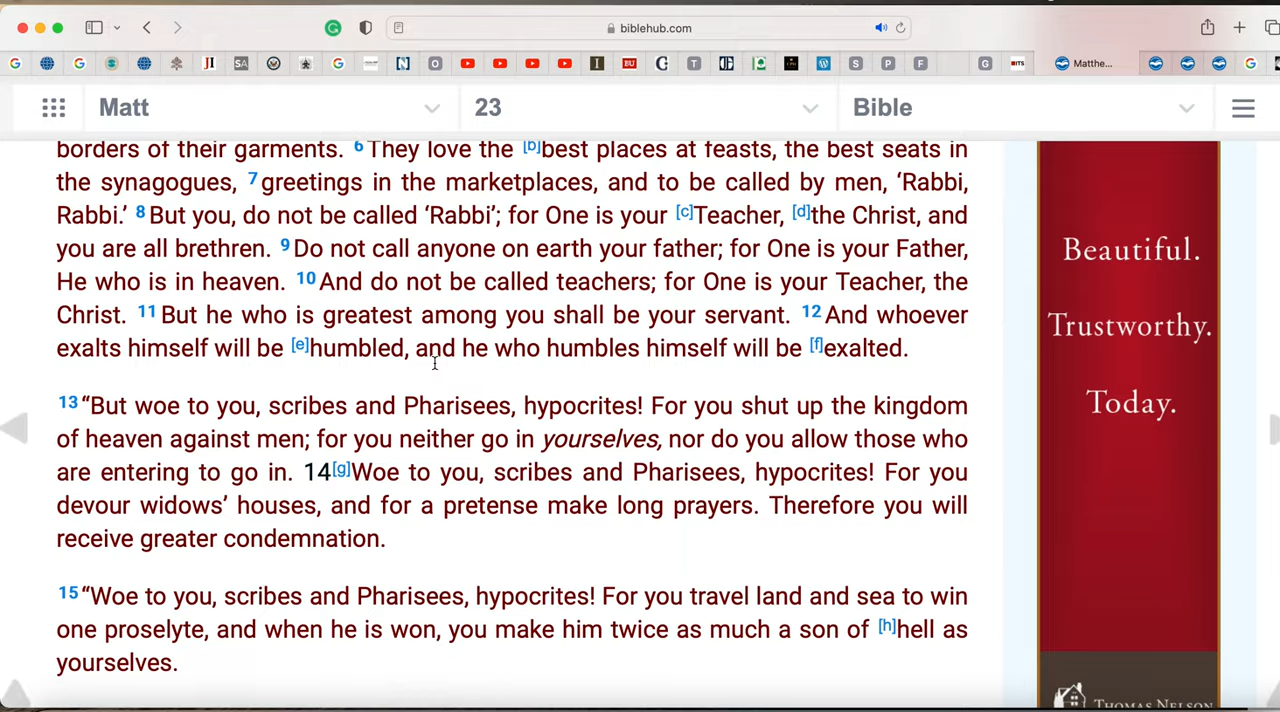 biblehub.com
G G JI SA G N O I BU C T S P F G BITS Matthe... G
Matt 23 Bible
borders of their garments. 6 They love the [b]best places at feasts, the best seats in
the synagogues, 7 greetings in the marketplaces, and to be called by men, ‘Rabbi,
Rabbi.’ 8 But you, do not be called ‘Rabbi’; for One is your [c]Teacher, [d]the Christ, and
you are all brethren. 9 Do not call anyone on earth your father; for One is your Father,
He who is in heaven. 10 And do not be called teachers; for One is your Teacher, the
Christ. 11 But he who is greatest among you shall be your servant. 12 And whoever
exalts himself will be [e]humbled, and he who humbles himself will be [f]exalted.
13 “But woe to you, scribes and Pharisees, hypocrites! For you shut up the kingdom
of heaven against men; for you neither go in yourselves, nor do you allow those who
are entering to go in. 14[g]Woe to you, scribes and Pharisees, hypocrites! For you
devour widows’ houses, and for a pretense make long prayers. Therefore you will
receive greater condemnation.
15 “Woe to you, scribes and Pharisees, hypocrites! For you travel land and sea to win
one proselyte, and when he is won, you make him twice as much a son of [h]hell as
yourselves.
Beautiful.
Trustworthy.
Today.
THOMAS NELSON